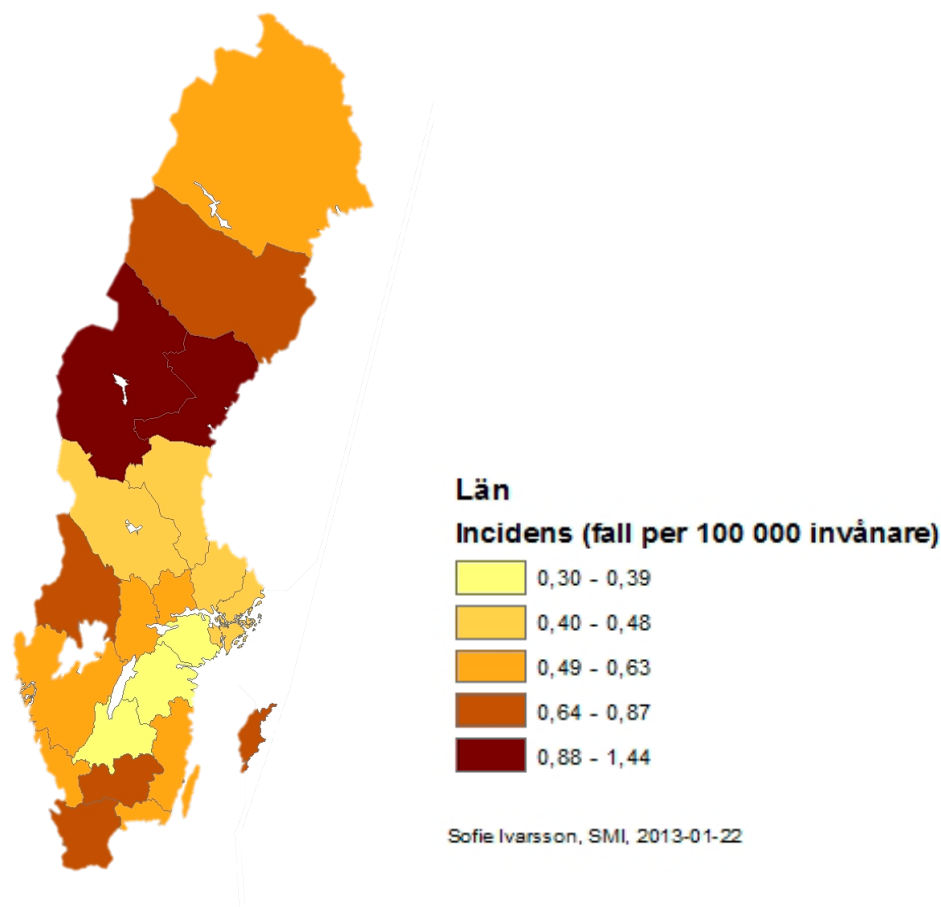 Län
Incidens (fall per 100 000 invånare)
0,30 - 0,39
0,40 - 0,48
0,49 - 0,63
0,64 - 0,87
0,88 - 1,44
Sofie Ivarsson, SMI, 2013-01-22